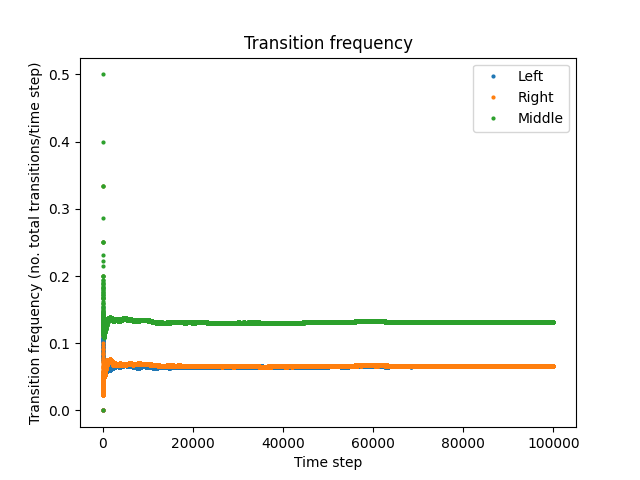 Transition frequency
Transition frequency (no. total transitions/time step)
0.5
0.4
0.3
0.2
0.1
0.0
Left
Right
Middle
0
20000
40000
60000
80000
100000
Time step